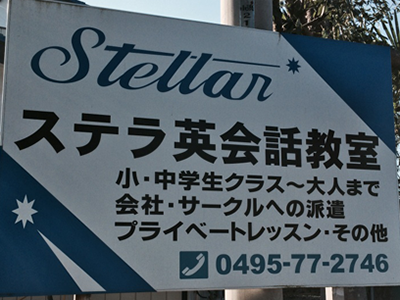 Stellar
ステラ英会話教室
小・中学生クラス～大人まで
会社・サークルへの派遣
プライベートレッスン・その他
0495-77-2746